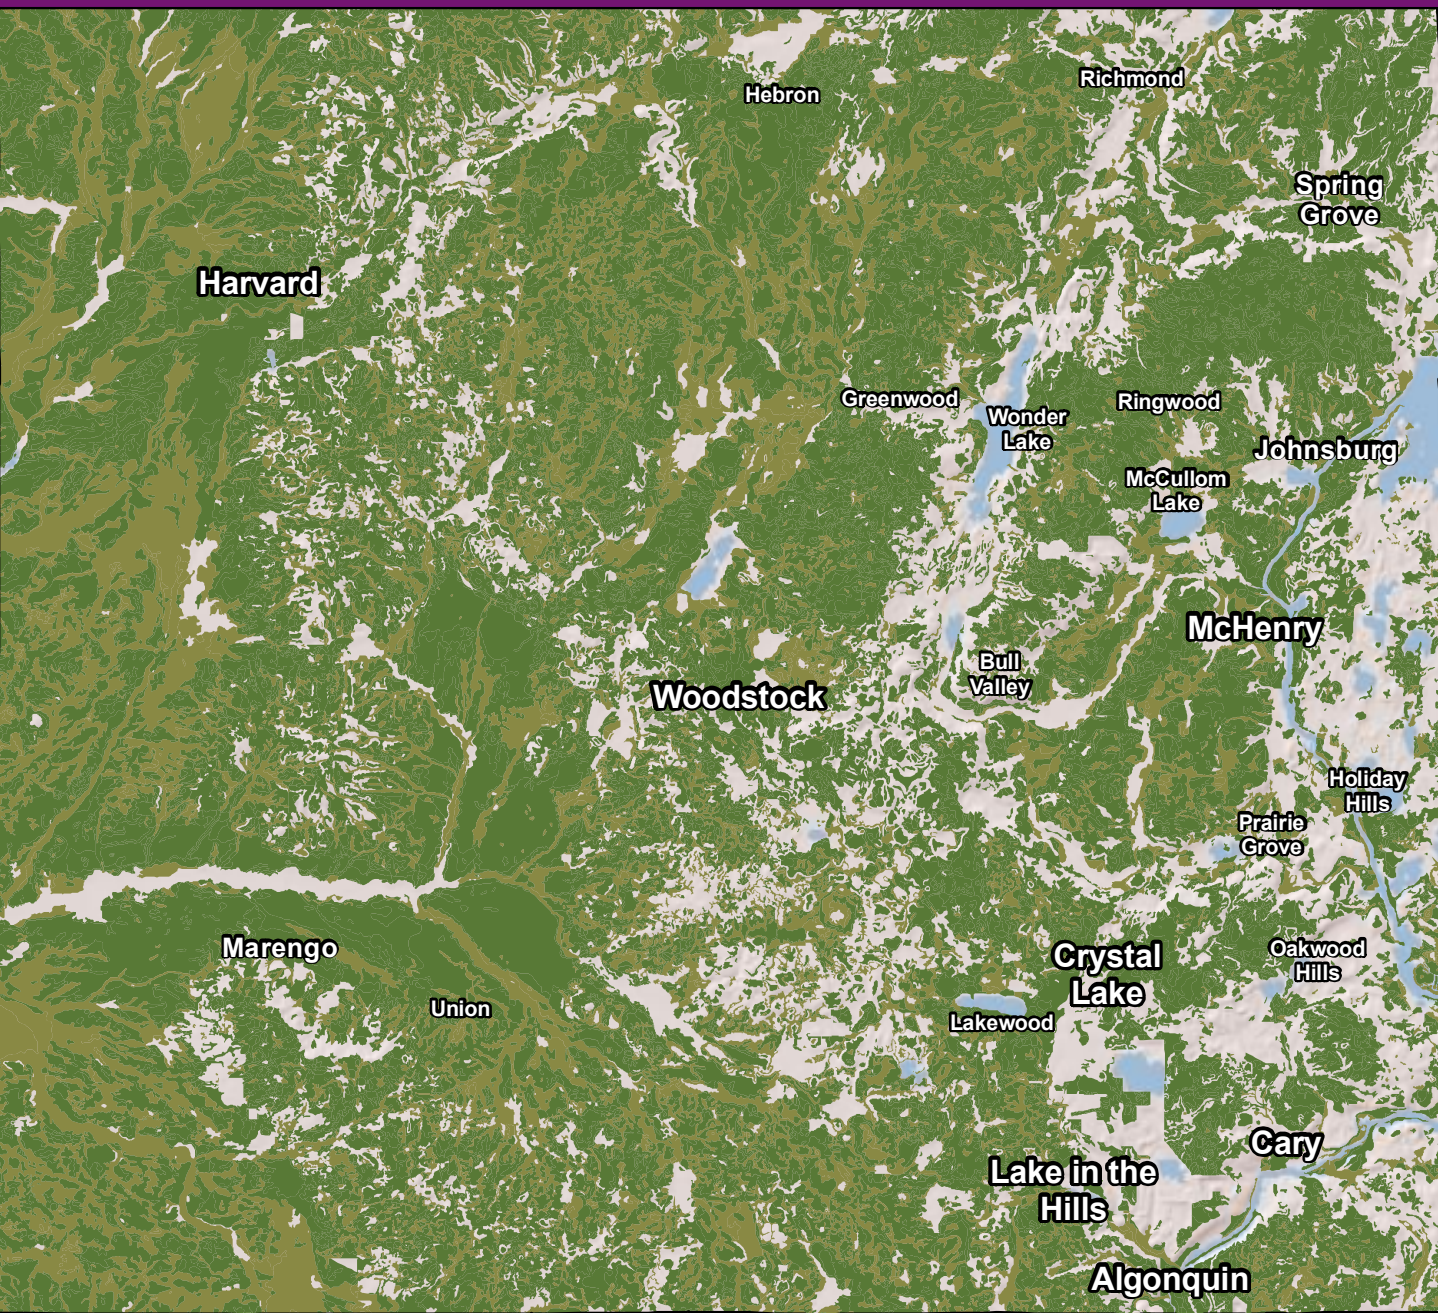 Richmond
Hebron
Spring
Grove
Harvard
Greenwood
Wonder
Lake
Ringwood
Johnsburg
McCullom
Lake
McHenry
Bull
Valley
Woodstock
Holiday
Hills
Prairie
Grove
Marengo
Crystal
Lake
Oakwood
Hills
Union
Lakewood
Cary
Lake in the
Hills
Algonquin